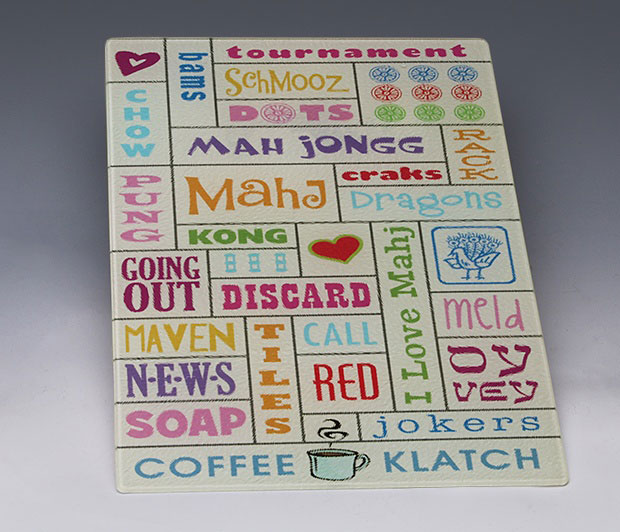 bams
tournament
SCHMOOZ
CHOW
DOTS
MAH JONGG
RACK
PUNG
MahJ
craks
Dragons
KONG
GOING
OUT
DISCARD
I Love Mahj
meld
MAVEN
TILES
CALL
N-E-W-S
RED
OY
VEY
SOAP
jokers
COFFEE KLATCH